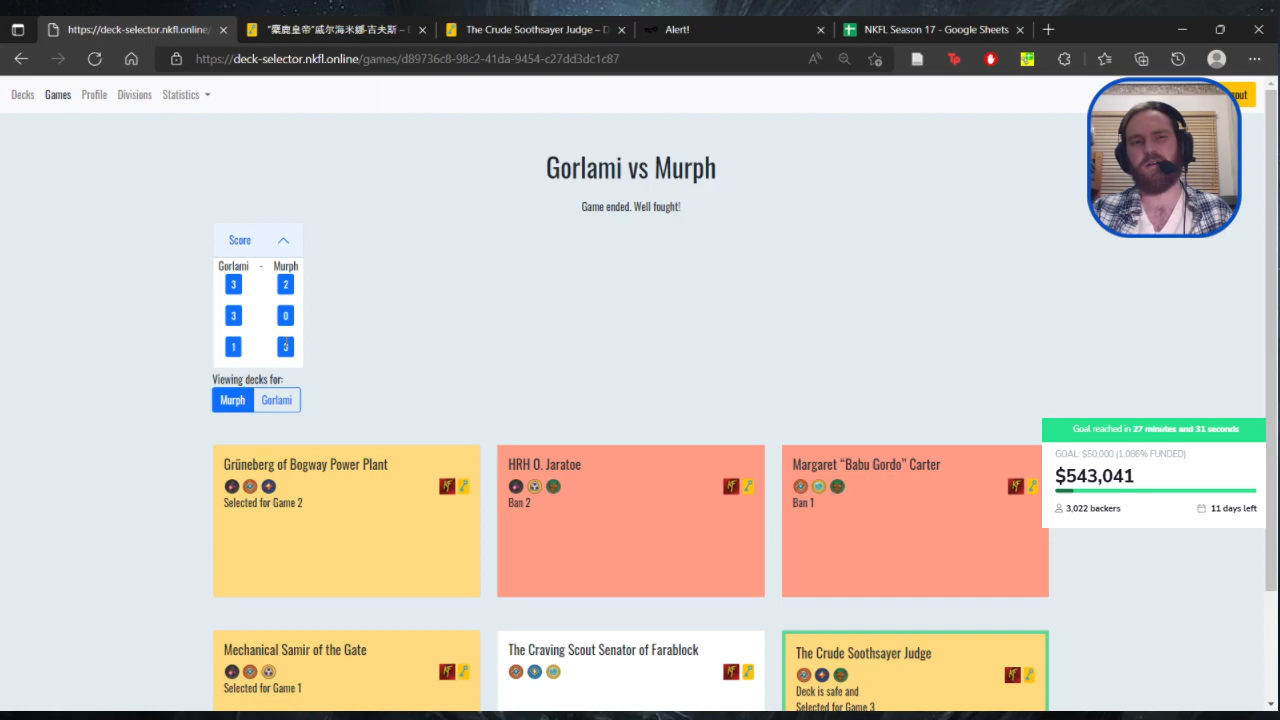 https://deck-selector.nkfl.online/
"麋鹿皇帝"威尔海米娜·吉夫斯 – D
The Crude Soothsayer Judge – D
Alert!
NKFL Season 17 - Google Sheets
https://deck-selector.nkfl.online/games/d89736c8-98c2-41da-9454-c27dd3dc1c87
Decks Games Profile Divisions Statistics
Gorlami vs Murph
Game ended. Well fought!
Score
Gorlami - Murph
3 2
3 0
1 3
Viewing decks for:
Murph Gorlami
Goal reached in 27 minutes and 31 seconds
GOAL: $50,000 (1,086% FUNDED)
$543,041
3,022 backers 11 days left
Grüneberg of Bogway Power Plant
Selected for Game 2
HRH O. Jaratoe
Ban 2
Margaret “Babu Gordo” Carter
Ban 1
Mechanical Samir of the Gate
Selected for Game 1
The Craving Scout Senator of Farablock
The Crude Soothsayer Judge
Deck is safe and
Selected for Game 3